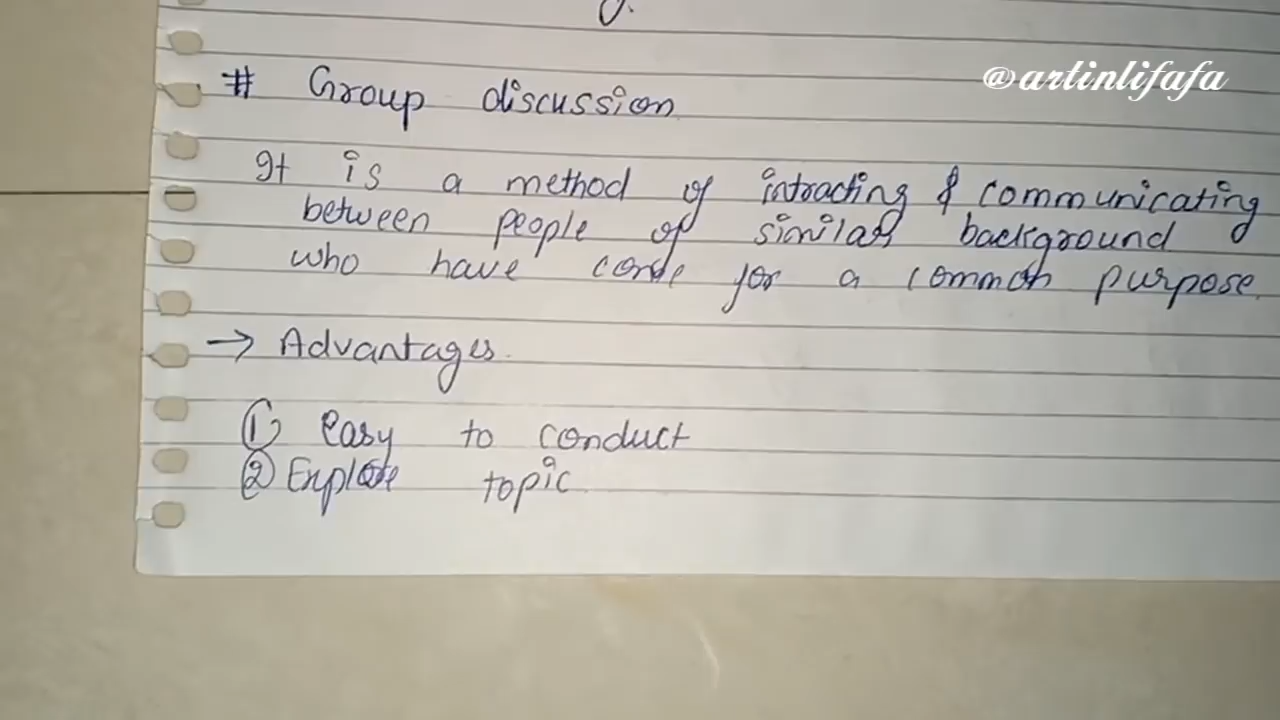 @artinlifafa
# Group discussion
It is a method of intracting & communicating
between people of similar background
who have come for a common purpose.
→ Advantages.
① easy to conduct
② Explore topic